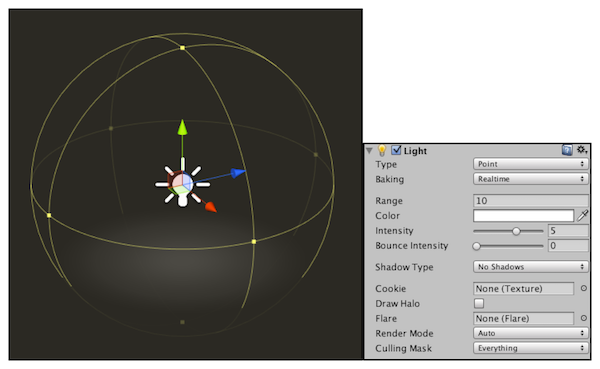 Light
Type Point
Baking Realtime
Range 10
Color
Intensity 5
Bounce Intensity 0
Shadow Type No Shadows
Cookie None (Texture)
Draw Halo
Flare None (Flare)
Render Mode Auto
Culling Mask Everything